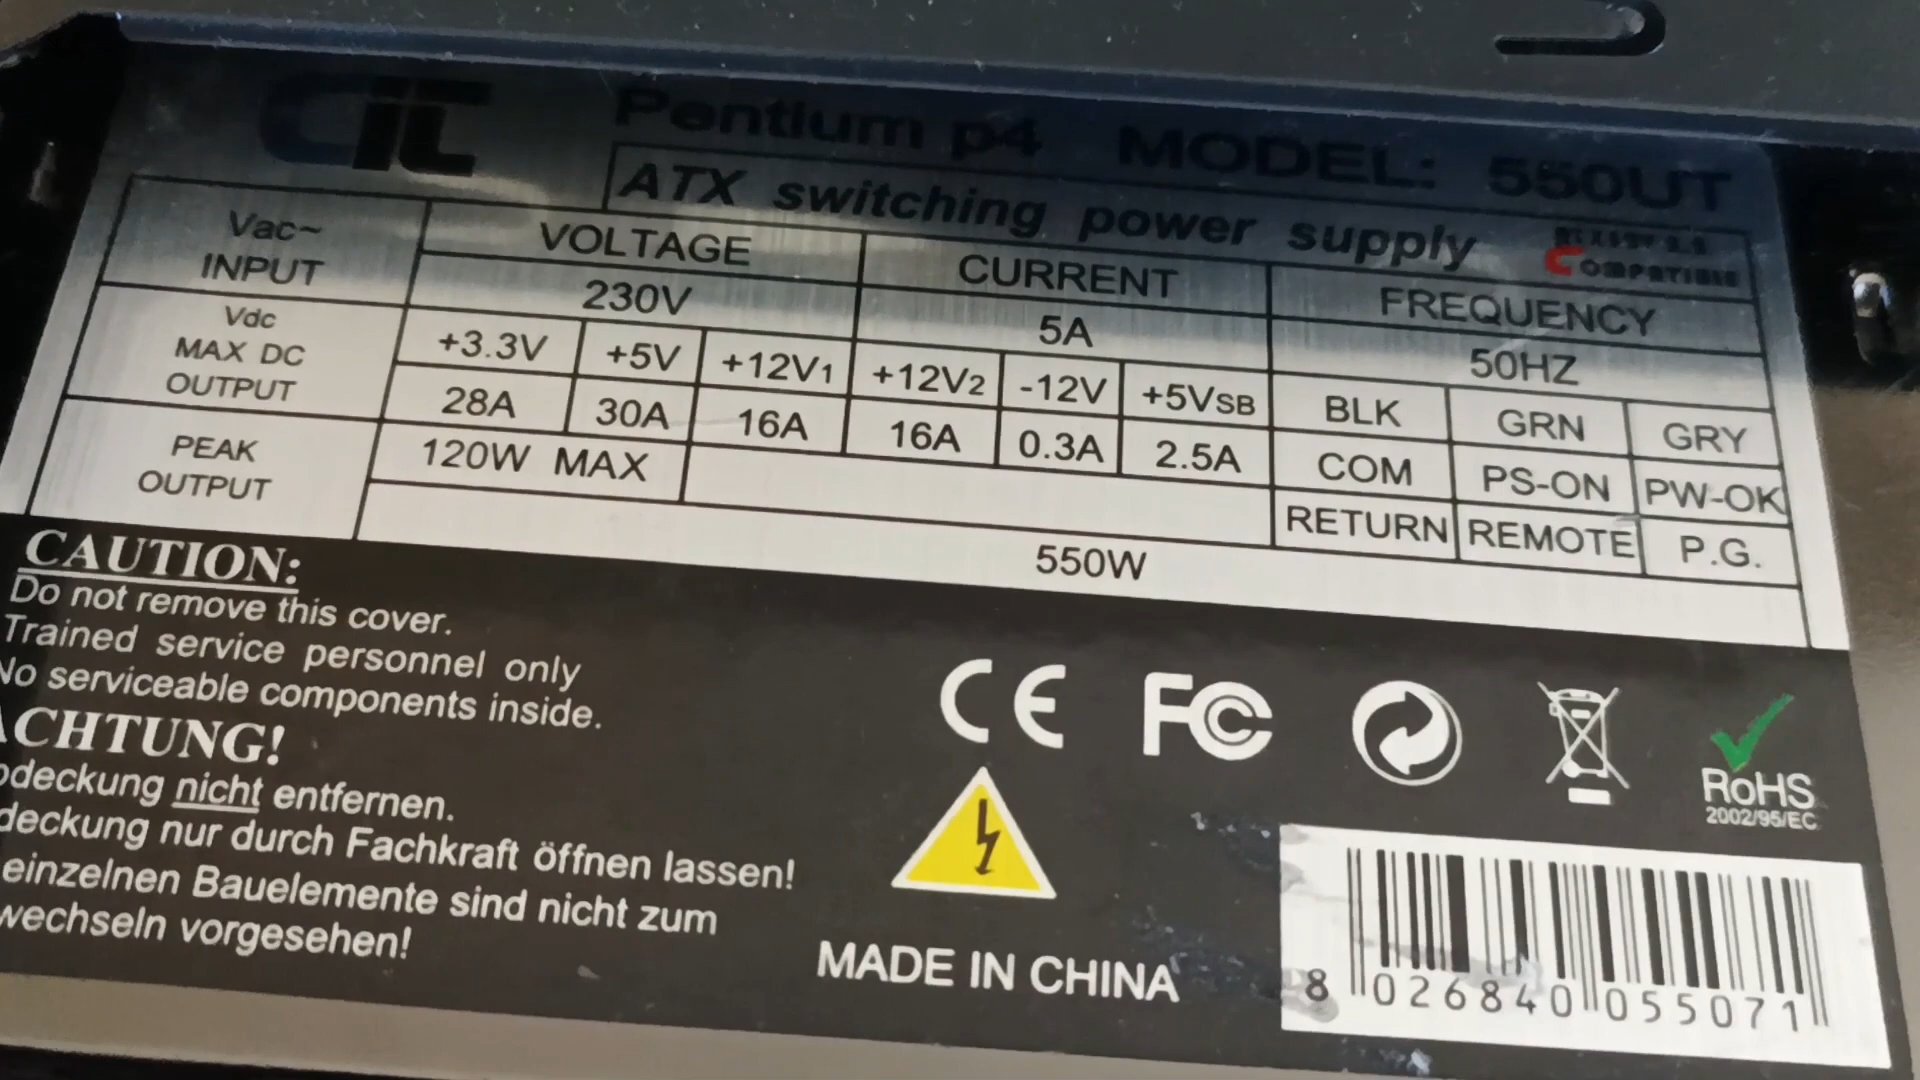 CiT Pentium p4 MODEL: 550UT
ATX switching power supply
COMPATIBLE
Vac~ INPUT VOLTAGE CURRENT FREQUENCY
230V 5A 50HZ
Vdc MAX DC OUTPUT +3.3V +5V +12V1 +12V2 -12V +5VSB BLK GRN GRY
28A 30A 16A 16A 0.3A 2.5A COM PS-ON PW-OK
PEAK OUTPUT 120W MAX RETURN REMOTE P.G.
550W
CAUTION:
Do not remove this cover.
Trained service personnel only
No serviceable components inside.
ACHTUNG!
bdeckung nicht entfernen.
deckung nur durch Fachkraft öffnen lassen!
einzelnen Bauelemente sind nicht zum
wechseln vorgesehen!
CE FC
RoHS
2002/95/EC
MADE IN CHINA
8 026840 055071